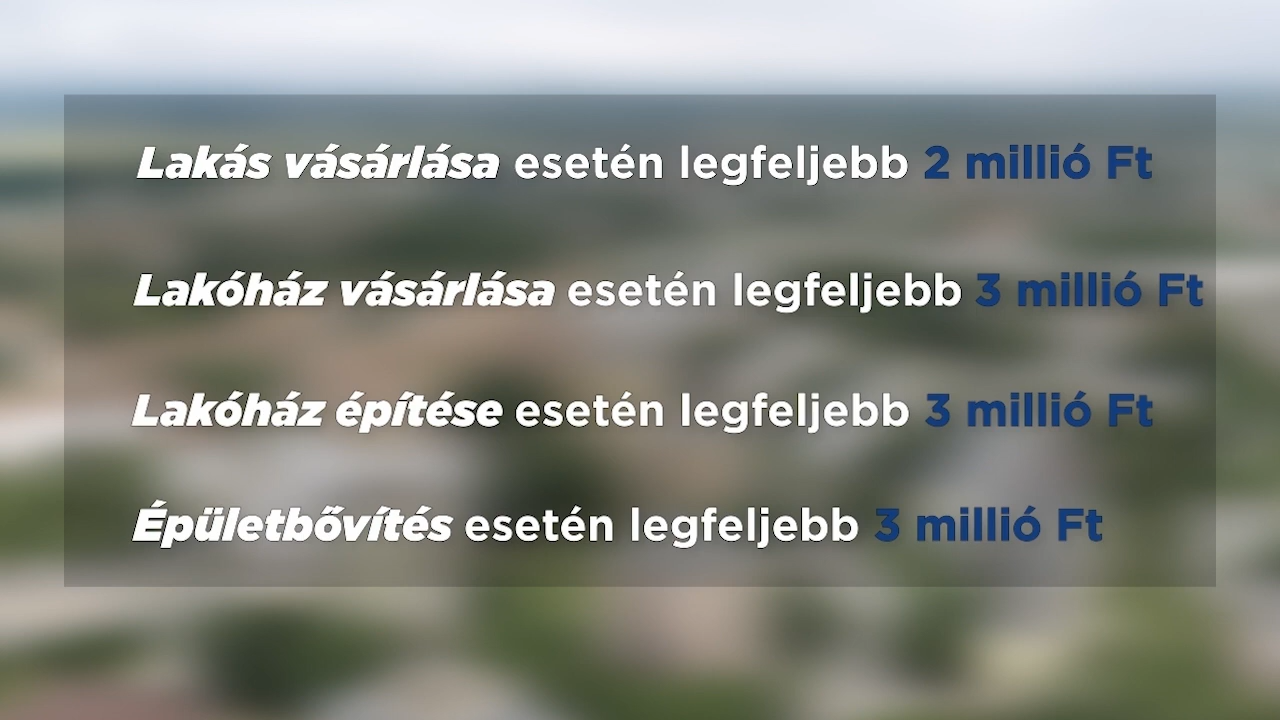 Lakás vásárlása esetén legfeljebb 2 millió Ft
Lakóház vásárlása esetén legfeljebb 3 millió Ft
Lakóház építése esetén legfeljebb 3 millió Ft
Épületbővítés esetén legfeljebb 3 millió Ft